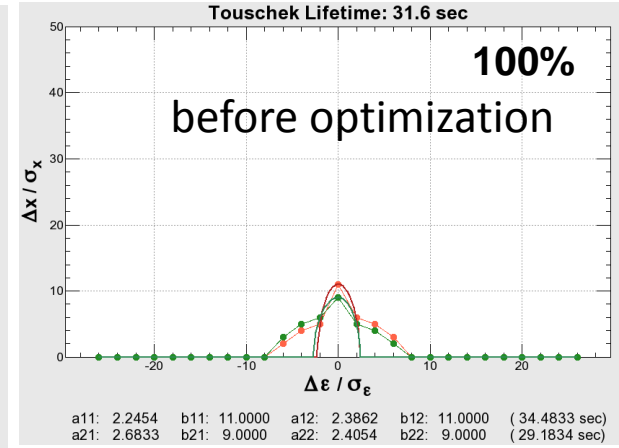 Touschek Lifetime: 31.6 sec
50
100%
40
before optimization
30
Δx / σx
20
10
0
-20 -10 0 10 20
Δε / σε
a11: 2.2454 b11: 11.0000 a12: 2.3862 b12: 11.0000 ( 34.4833 sec)
a21: 2.6833 b21: 9.0000 a22: 2.4054 b22: 9.0000 ( 29.1834 sec)